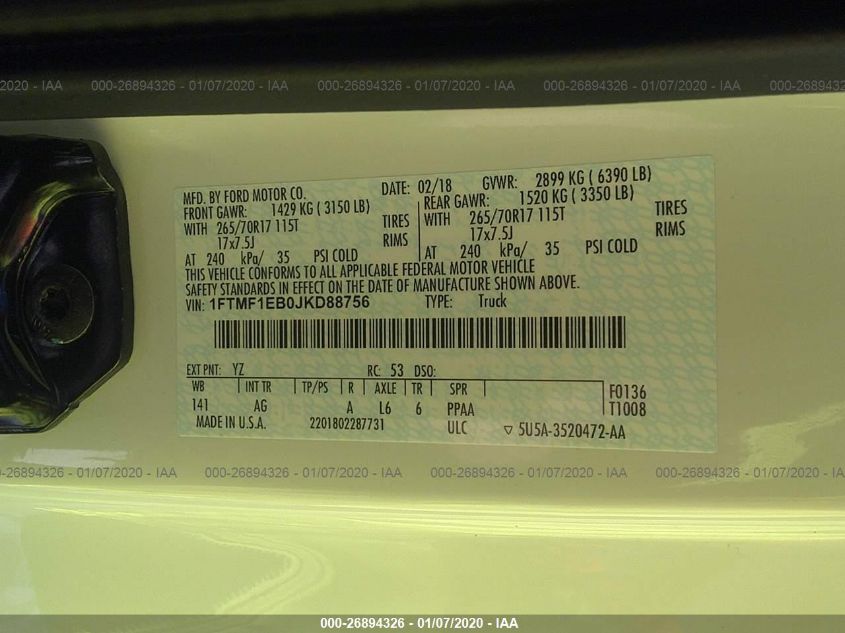 /2020 - IAA 000-26894326 - 01/07/2020 - IAA 000-26894326 - 01/07/2020 - IAA 000-26894326 - 01/07/2020 - IAA 000-26894326 -
MFD. BY FORD MOTOR CO. DATE: 02/18 GVWR: 2899 KG ( 6390 LB)
FRONT GAWR: 1429 KG ( 3150 LB) REAR GAWR: 1520 KG ( 3350 LB)
WITH 265/70R17 115T TIRES WITH 265/70R17 115T TIRES
17x7.5J RIMS 17x7.5J RIMS
AT 240 kPa/ 35 PSI COLD AT 240 kPa/ 35 PSI COLD
THIS VEHICLE CONFORMS TO ALL APPLICABLE FEDERAL MOTOR VEHICLE
SAFETY STANDARDS IN EFFECT ON THE DATE OF MANUFACTURE SHOWN ABOVE.
VIN: 1FTMF1EB0JKD88756 TYPE: Truck
EXT PNT: YZ RC: 53 DSO:
WB INT TR TP/PS R AXLE TR SPR F0136
141 AG A L6 6 PPAA T1008
MADE IN U.S.A. 2201802287731 ULC ▽ 5U5A-3520472-AA
00-26894326 - 01/07/2020 - IAA 000-26894326 - 01/07/2020 - IAA 000-26894326 - 01/07/2020 - IAA 000-26894326 - 01/07/2020
000-26894326 - 01/07/2020 - IAA